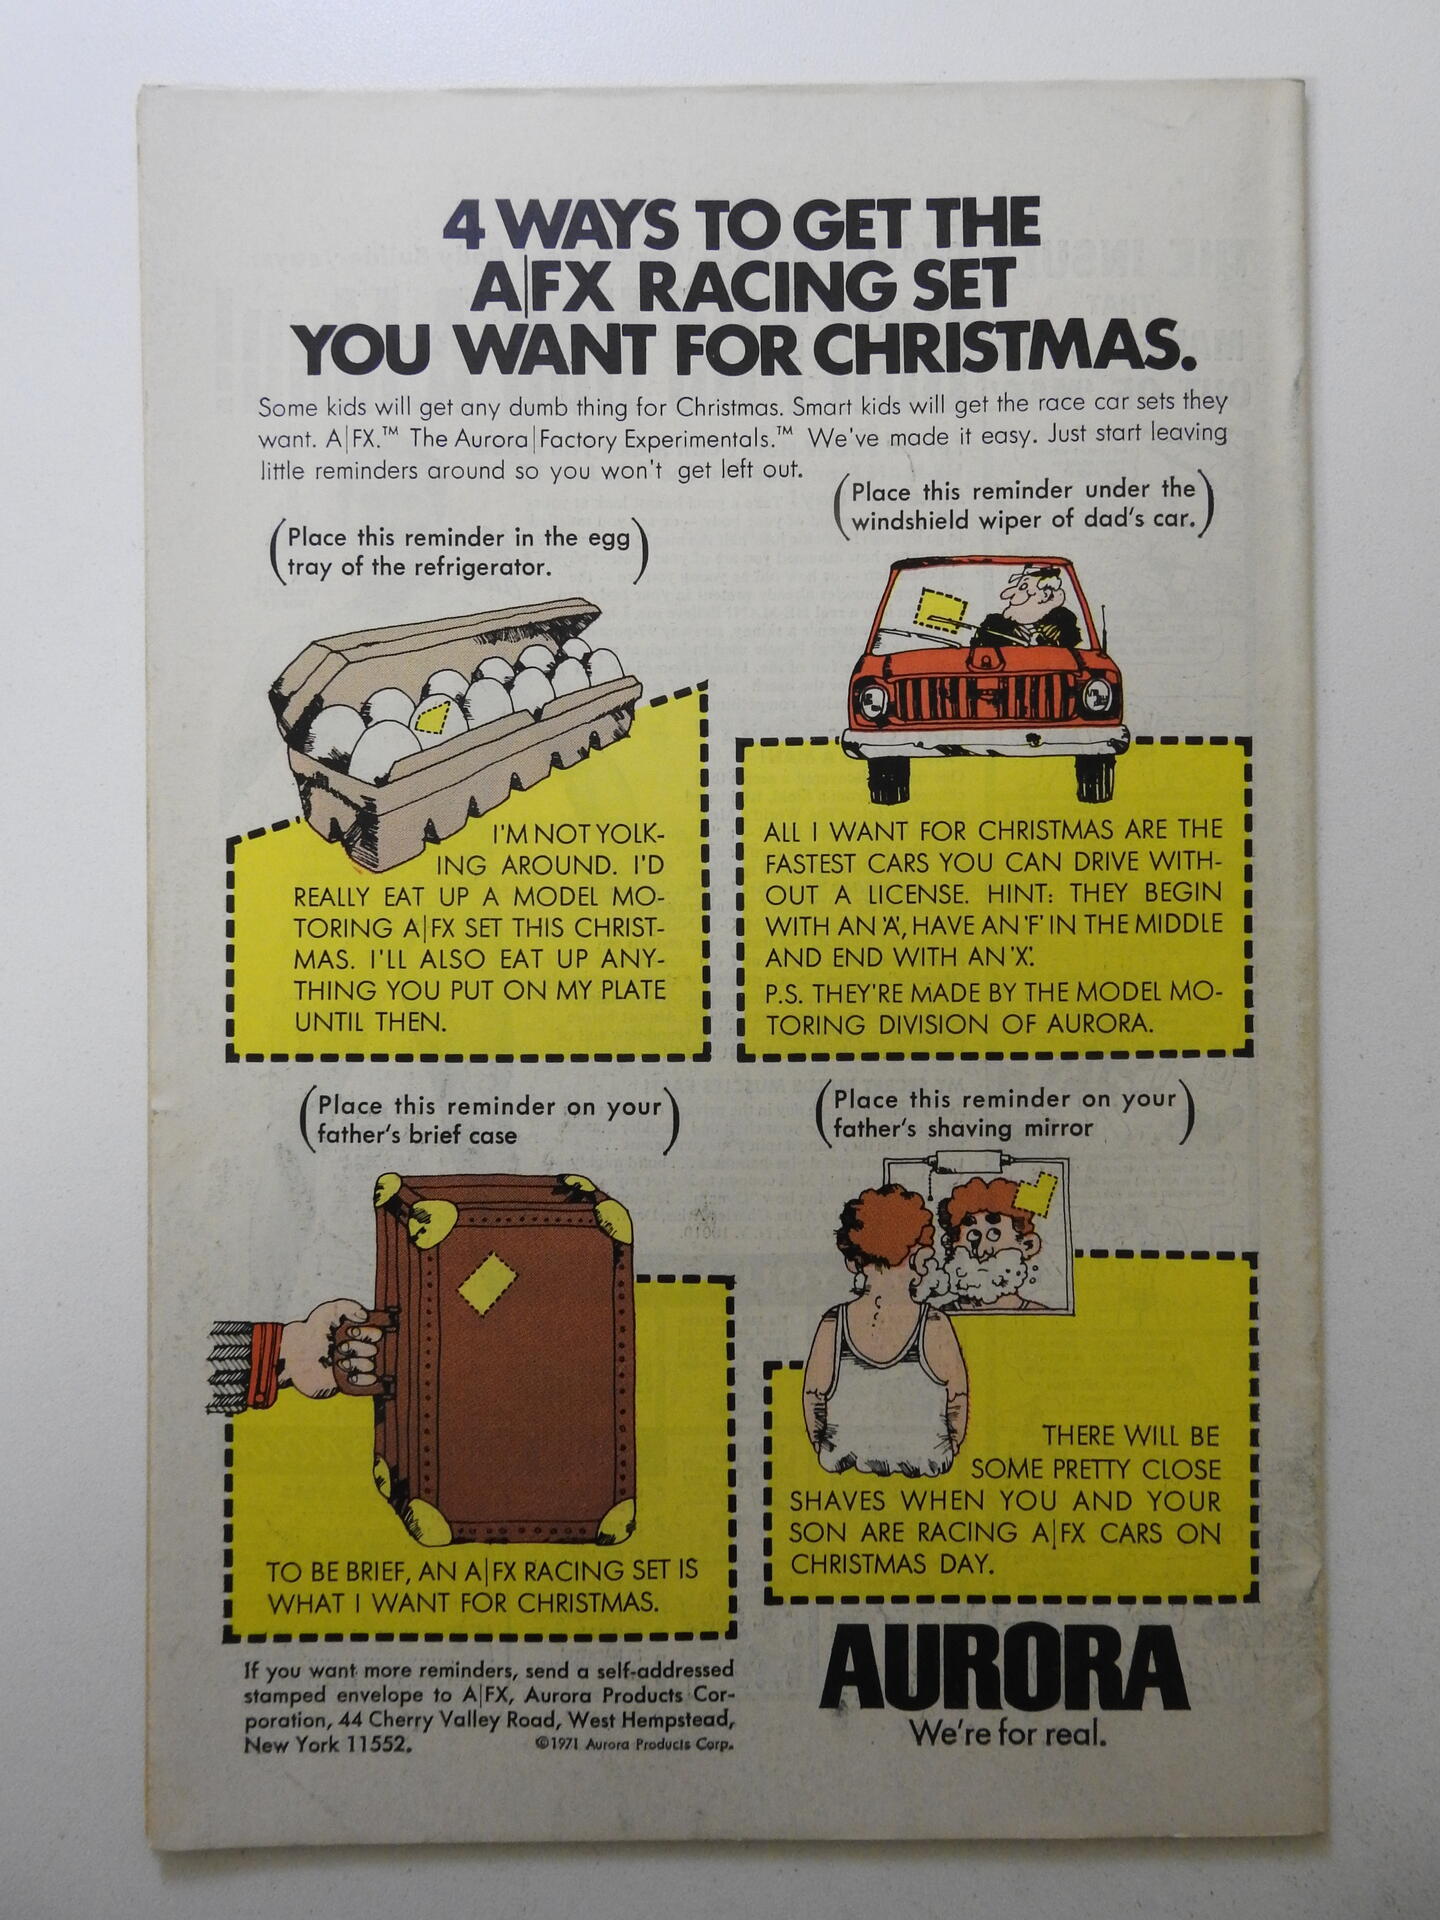 4 WAYS TO GET THE
A|FX RACING SET
YOU WANT FOR CHRISTMAS.
Some kids will get any dumb thing for Christmas. Smart kids will get the race car sets they
want. A|FX.™ The Aurora|Factory Experimentals.™ We've made it easy. Just start leaving
little reminders around so you won't get left out.
(Place this reminder in the egg
tray of the refrigerator.)
I'M NOT YOLK-
ING AROUND. I'D
REALLY EAT UP A MODEL MO-
TORING A|FX SET THIS CHRIST-
MAS. I'LL ALSO EAT UP ANY-
THING YOU PUT ON MY PLATE
UNTIL THEN.
(Place this reminder under the
windshield wiper of dad's car.)
ALL I WANT FOR CHRISTMAS ARE THE
FASTEST CARS YOU CAN DRIVE WITH-
OUT A LICENSE. HINT: THEY BEGIN
WITH AN 'A', HAVE AN 'F' IN THE MIDDLE
AND END WITH AN 'X'.
P.S. THEY'RE MADE BY THE MODEL MO-
TORING DIVISION OF AURORA.
(Place this reminder on your
father's brief case)
TO BE BRIEF, AN A|FX RACING SET IS
WHAT I WANT FOR CHRISTMAS.
(Place this reminder on your
father's shaving mirror)
THERE WILL BE
SOME PRETTY CLOSE
SHAVES WHEN YOU AND YOUR
SON ARE RACING A|FX CARS ON
CHRISTMAS DAY.
If you want more reminders, send a self-addressed
stamped envelope to A|FX, Aurora Products Cor-
poration, 44 Cherry Valley Road, West Hempstead,
New York 11552. ©1971 Aurora Products Corp.
AURORA
We're for real.